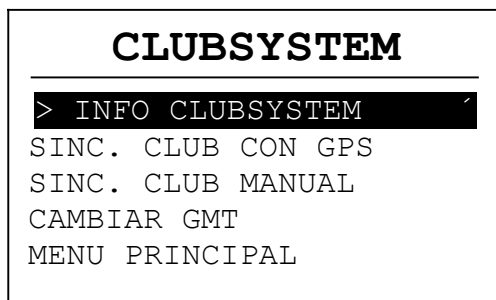 CLUBSYSTEM
> INFO CLUBSYSTEM ´
SINC. CLUB CON GPS
SINC. CLUB MANUAL
CAMBIAR GMT
MENU PRINCIPAL